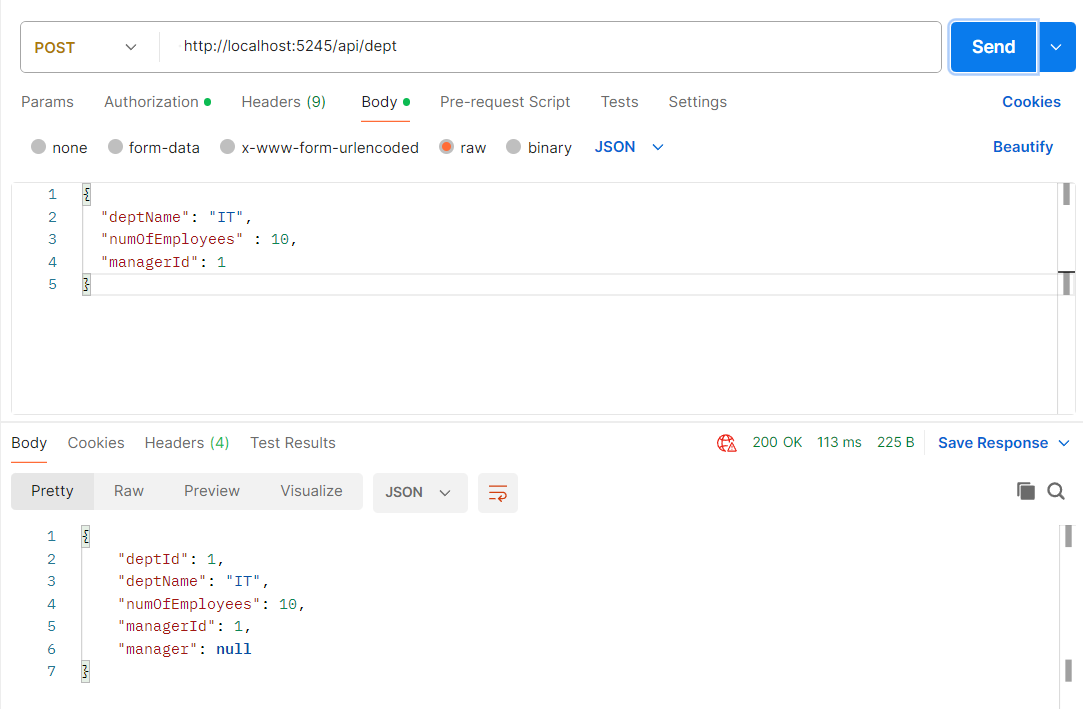 POST http://localhost:5245/api/dept Send
Params Authorization Headers (9) Body Pre-request Script Tests Settings Cookies
none form-data x-www-form-urlencoded raw binary JSON Beautify
1 {
2 "deptName": "IT",
3 "numOfEmployees" : 10,
4 "managerId": 1
5 }
Body Cookies Headers (4) Test Results 200 OK 113 ms 225 B Save Response
Pretty Raw Preview Visualize JSON
1 {
2 "deptId": 1,
3 "deptName": "IT",
4 "numOfEmployees": 10,
5 "managerId": 1,
6 "manager": null
7 }